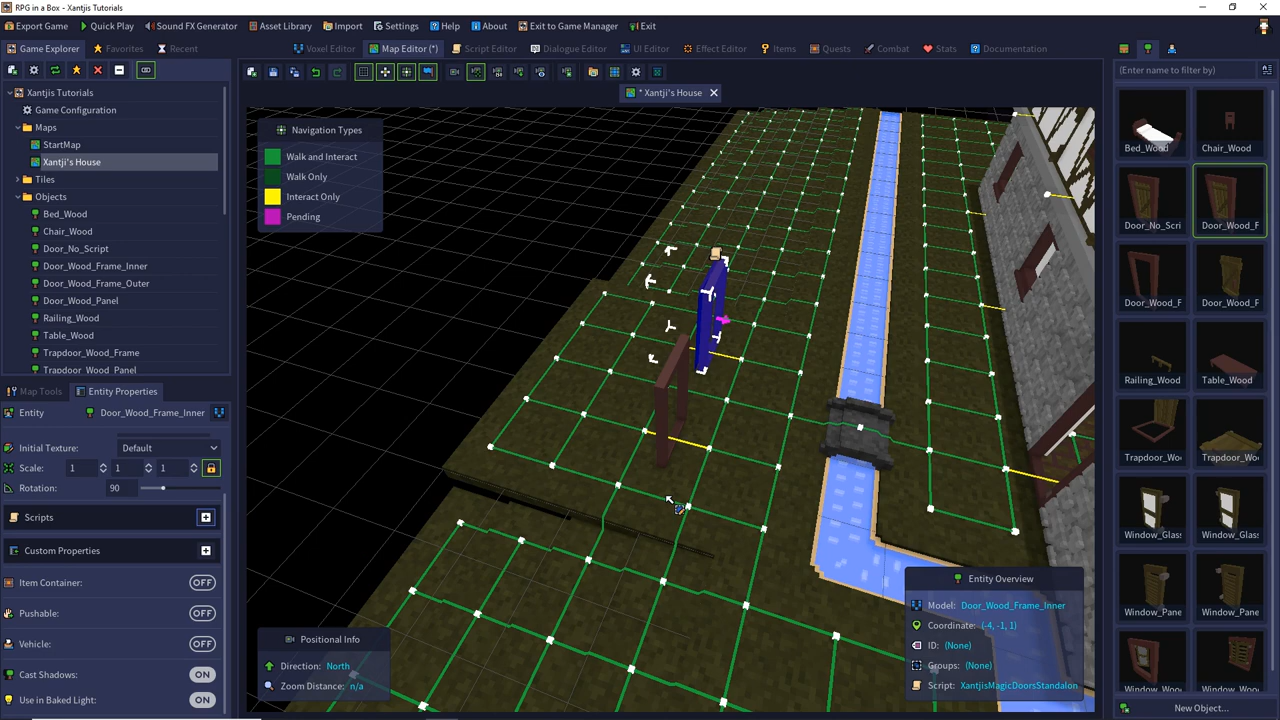 RPG in a Box - Xantjis Tutorials
Export Game Quick Play Sound FX Generator Asset Library Import Settings Help About Exit to Game Manager Exit
Game Explorer Favorites Recent Voxel Editor Map Editor (*) Script Editor Dialogue Editor UI Editor Effect Editor Items Quests Combat Stats Documentation
(Enter name to filter by)
Xantjis Tutorials
Game Configuration
Maps
StartMap
Xantji's House
Tiles
Objects
Bed_Wood
Chair_Wood
Door_No_Script
Door_Wood_Frame_Inner
Door_Wood_Frame_Outer
Door_Wood_Panel
Railing_Wood
Table_Wood
Trapdoor_Wood_Frame
Trapdoor_Wood_Panel
Map Tools Entity Properties
Entity Door_Wood_Frame_Inner
Initial Texture: Default
Scale: 1 1 1
Rotation: 90
Scripts
Custom Properties
Item Container: OFF
Pushable: OFF
Vehicle: OFF
Cast Shadows: ON
Use in Baked Light: ON
* Xantji's House
Navigation Types
Walk and Interact
Walk Only
Interact Only
Pending
Positional Info
Direction: North
Zoom Distance: n/a
Entity Overview
Model: Door_Wood_Frame_Inner
Coordinate: (-4, -1, 1)
ID: (None)
Groups: (None)
Script: XantjisMagicDoorsStandalon
Bed_Wood Chair_Wood
Door_No_Scri Door_Wood_F
Door_Wood_F Door_Wood_F
Railing_Wood Table_Wood
Trapdoor_Wo Trapdoor_Wo
Window_Glas Window_Glas
Window_Pane Window_Pane
Window_Woo Window_Woo
New Object...